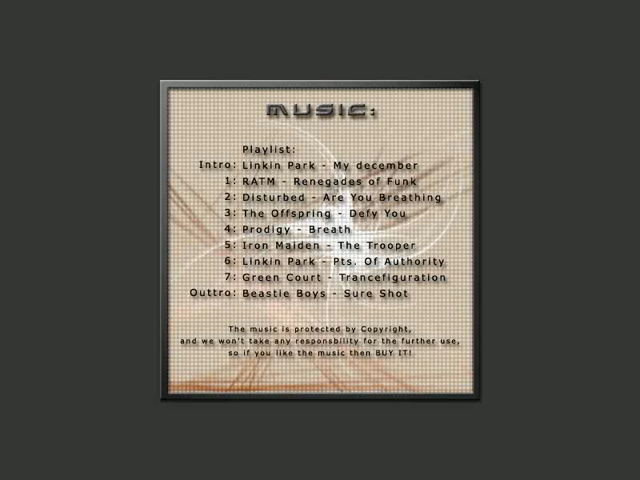 MUSIC:
Playlist:
Intro: Linkin Park - My december
1: RATM - Renegades of Funk
2: Disturbed - Are You Breathing
3: The Offspring - Defy You
4: Prodigy - Breath
5: Iron Maiden - The Trooper
6: Linkin Park - Pts. Of Authority
7: Green Court - Trancefiguration
Outtro: Beastie Boys - Sure Shot
The music is protected by Copyright,
and we won't take any responsbility for the further use,
so if you like the music then BUY IT!